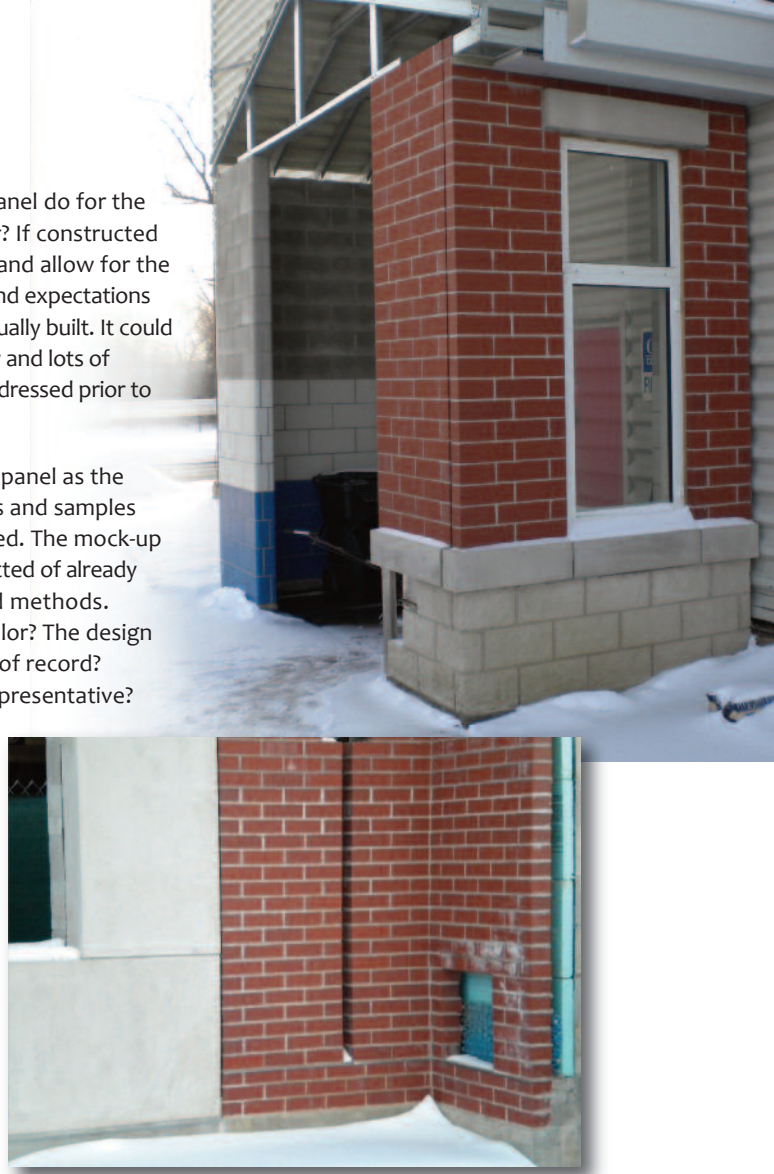 anel do for the
? If constructed
and allow for the
nd expectations
ually built. It could
and lots of
dressed prior to
panel as the
s and samples
ed. The mock-up
tted of already
d methods.
lor? The design
of record?
presentative?